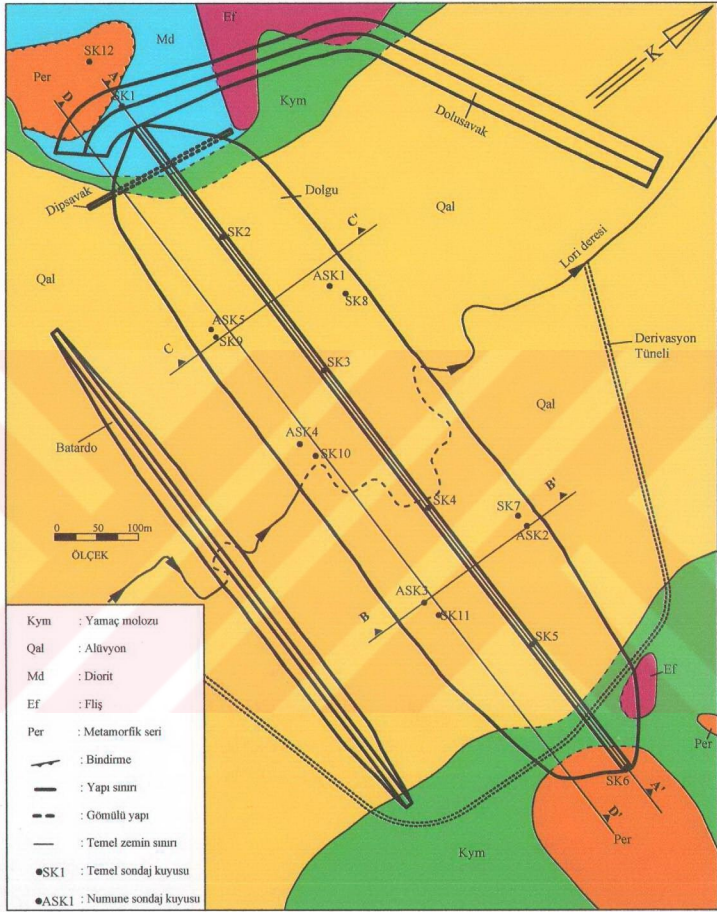 Ef
Md
SK12
Per
A
K
D
SK1
Kym
Dolusavak
Dipsavak
Dolgu
Qal
SK2
C'
Lori deresi
Qal
ASK1
SK8
ASK5
SK9
C
SK3
Derivasyon
Tüneli
Qal
Batardo
ASK4
SK10
B'
SK4
SK7
ASK2
0 50 100m
ÖLÇEK
ASK3
SK11
B
SK5
Ef
Per
SK6
A'
D'
Per
Kym
Kym : Yamaç molozu
Qal : Alüvyon
Md : Diorit
Ef : Fliş
Per : Metamorfik seri
: Bindirme
: Yapı sınırı
: Gömülü yapı
: Temel zemin sınırı
SK1 : Temel sondaj kuyusu
ASK1 : Numune sondaj kuyusu